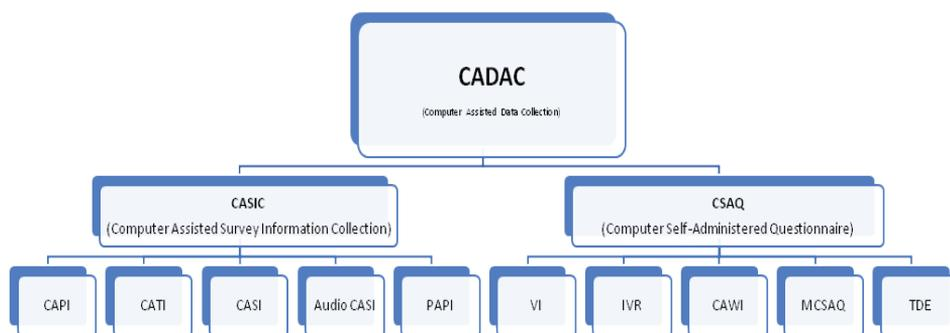 CADAC
(Computer Assisted Data Collection)
CASIC
(Computer Assisted Survey Information Collection)
CSAQ
(Computer Self-Administered Questionnaire)
CAPI
CATI
CASI
Audio CASI
PAPI
VI
IVR
CAWI
MCSAQ
TDE